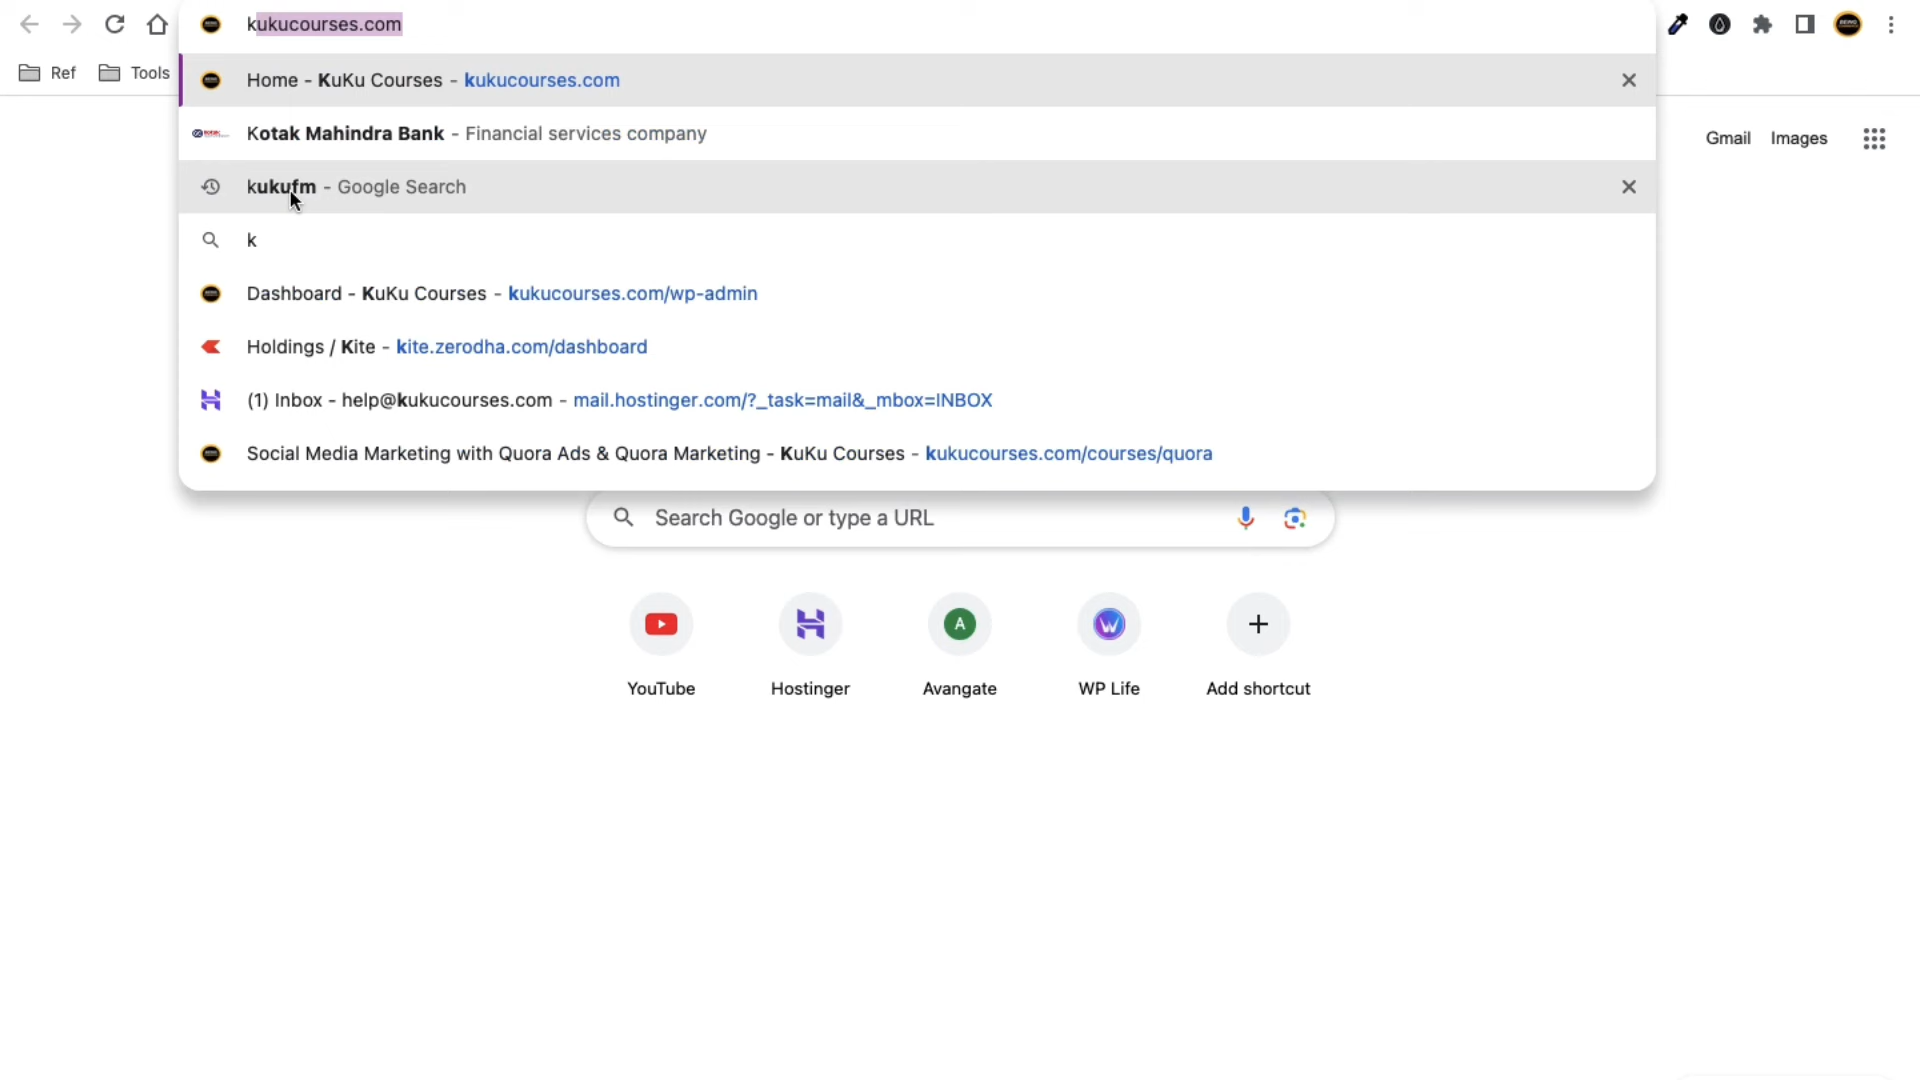 kukucourses.com
Ref Tools
Home - KuKu Courses - kukucourses.com
Kotak Mahindra Bank - Financial services company
Gmail Images
kukufm - Google Search
k
Dashboard - KuKu Courses - kukucourses.com/wp-admin
Holdings / Kite - kite.zerodha.com/dashboard
(1) Inbox - help@kukucourses.com - mail.hostinger.com/?_task=mail&_mbox=INBOX
Social Media Marketing with Quora Ads & Quora Marketing - KuKu Courses - kukucourses.com/courses/quora
Search Google or type a URL
A
YouTube Hostinger Avangate WP Life Add shortcut